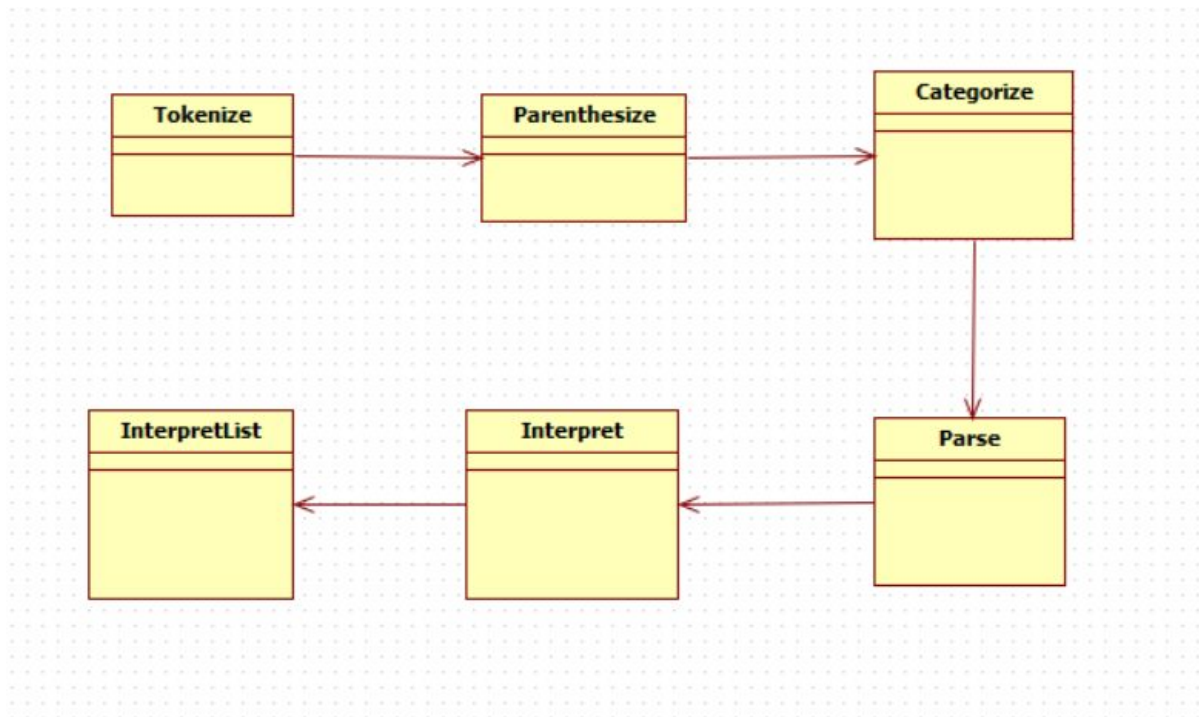 Tokenize
Parenthesize
Categorize
InterpretList
Interpret
Parse